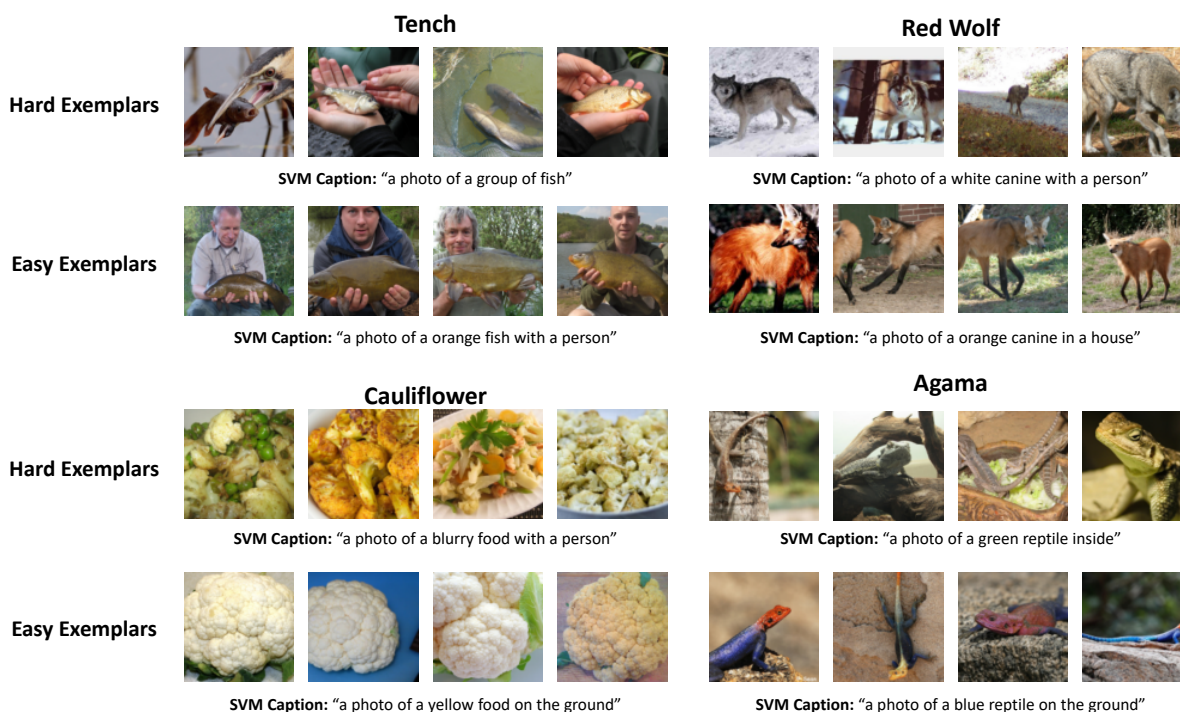 Tench
Red Wolf
Hard Exemplars
SVM Caption: “a photo of a group of fish”
SVM Caption: “a photo of a white canine with a person”
Easy Exemplars
SVM Caption: “a photo of a orange fish with a person”
SVM Caption: “a photo of a orange canine in a house”
Cauliflower
Agama
Hard Exemplars
SVM Caption: “a photo of a blurry food with a person”
SVM Caption: “a photo of a green reptile inside”
Easy Exemplars
SVM Caption: “a photo of a yellow food on the ground”
SVM Caption: “a photo of a blue reptile on the ground”